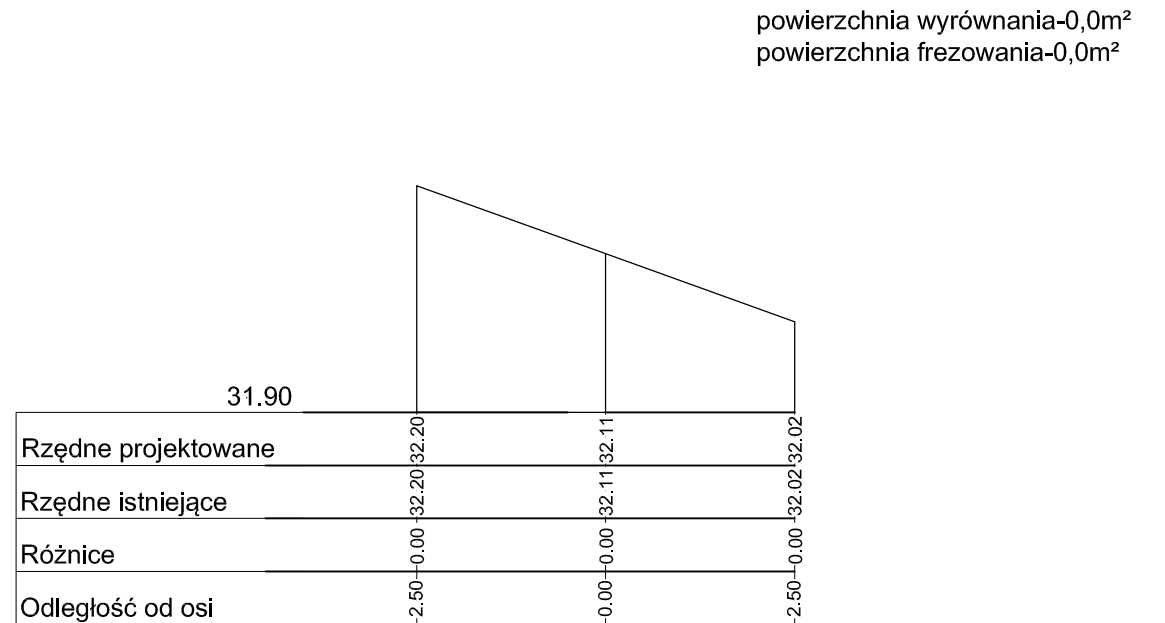 powierzchnia wyrównania-0,0m²
powierzchnia frezowania-0,0m²
31.90
Rzędne projektowane 32.20 32.11 32.02
Rzędne istniejące 32.20 32.11 32.02
Różnice 0.00 0.00 0.00
Odległość od osi 2.50 0.00 2.50